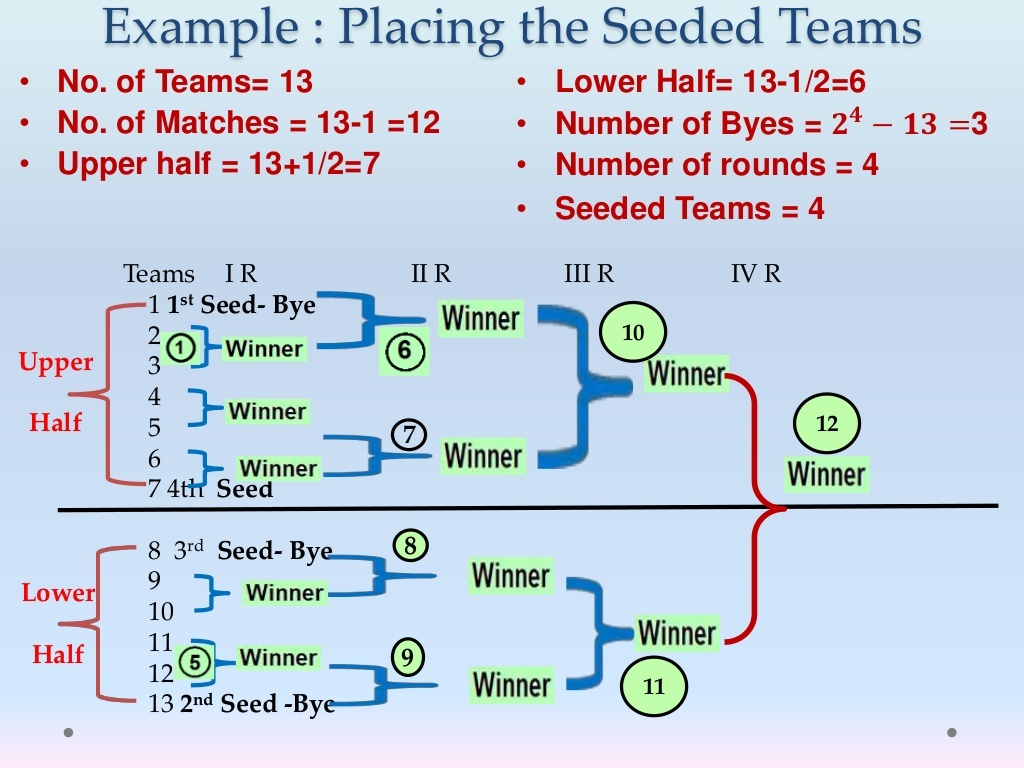 Example : Placing the Seeded Teams
• No. of Teams= 13
• No. of Matches = 13-1 =12
• Upper half = 13+1/2=7
• Lower Half= 13-1/2=6
• Number of Byes = 2⁴ − 13 =3
• Number of rounds = 4
• Seeded Teams = 4
Teams I R II R III R IV R
1 1st Seed- Bye
Winner
2
1 Winner
3
6
10
Winner
Upper
Half
4
Winner
5
7
12
Winner
6
Winner
Winner
7 4th Seed
8 3rd Seed- Bye
8
Winner
9
Winner
10
Lower
Half
11
5 Winner
12
9
Winner
13 2nd Seed -Bye
Winner
11